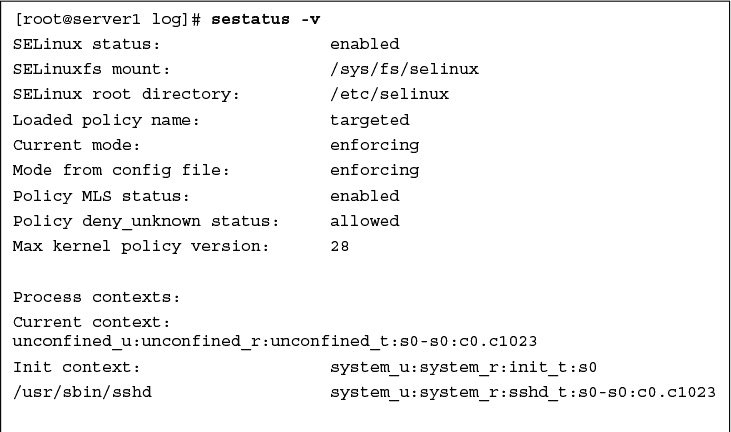 [root@server1 log]# sestatus -v
SELinux status: enabled
SELinuxfs mount: /sys/fs/selinux
SELinux root directory: /etc/selinux
Loaded policy name: targeted
Current mode: enforcing
Mode from config file: enforcing
Policy MLS status: enabled
Policy deny_unknown status: allowed
Max kernel policy version: 28
Process contexts:
Current context:
unconfined_u:unconfined_r:unconfined_t:s0-s0:c0.c1023
Init context: system_u:system_r:init_t:s0
/usr/sbin/sshd system_u:system_r:sshd_t:s0-s0:c0.c1023